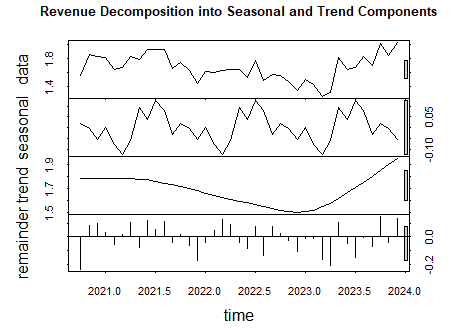 Revenue Decomposition into Seasonal and Trend Components
data
1.4 1.8
seasonal
-0.10 0.05
trend
1.5 1.7 1.9
remainder
-0.2 0.0
2021.0 2021.5 2022.0 2022.5 2023.0 2023.5 2024.0
time